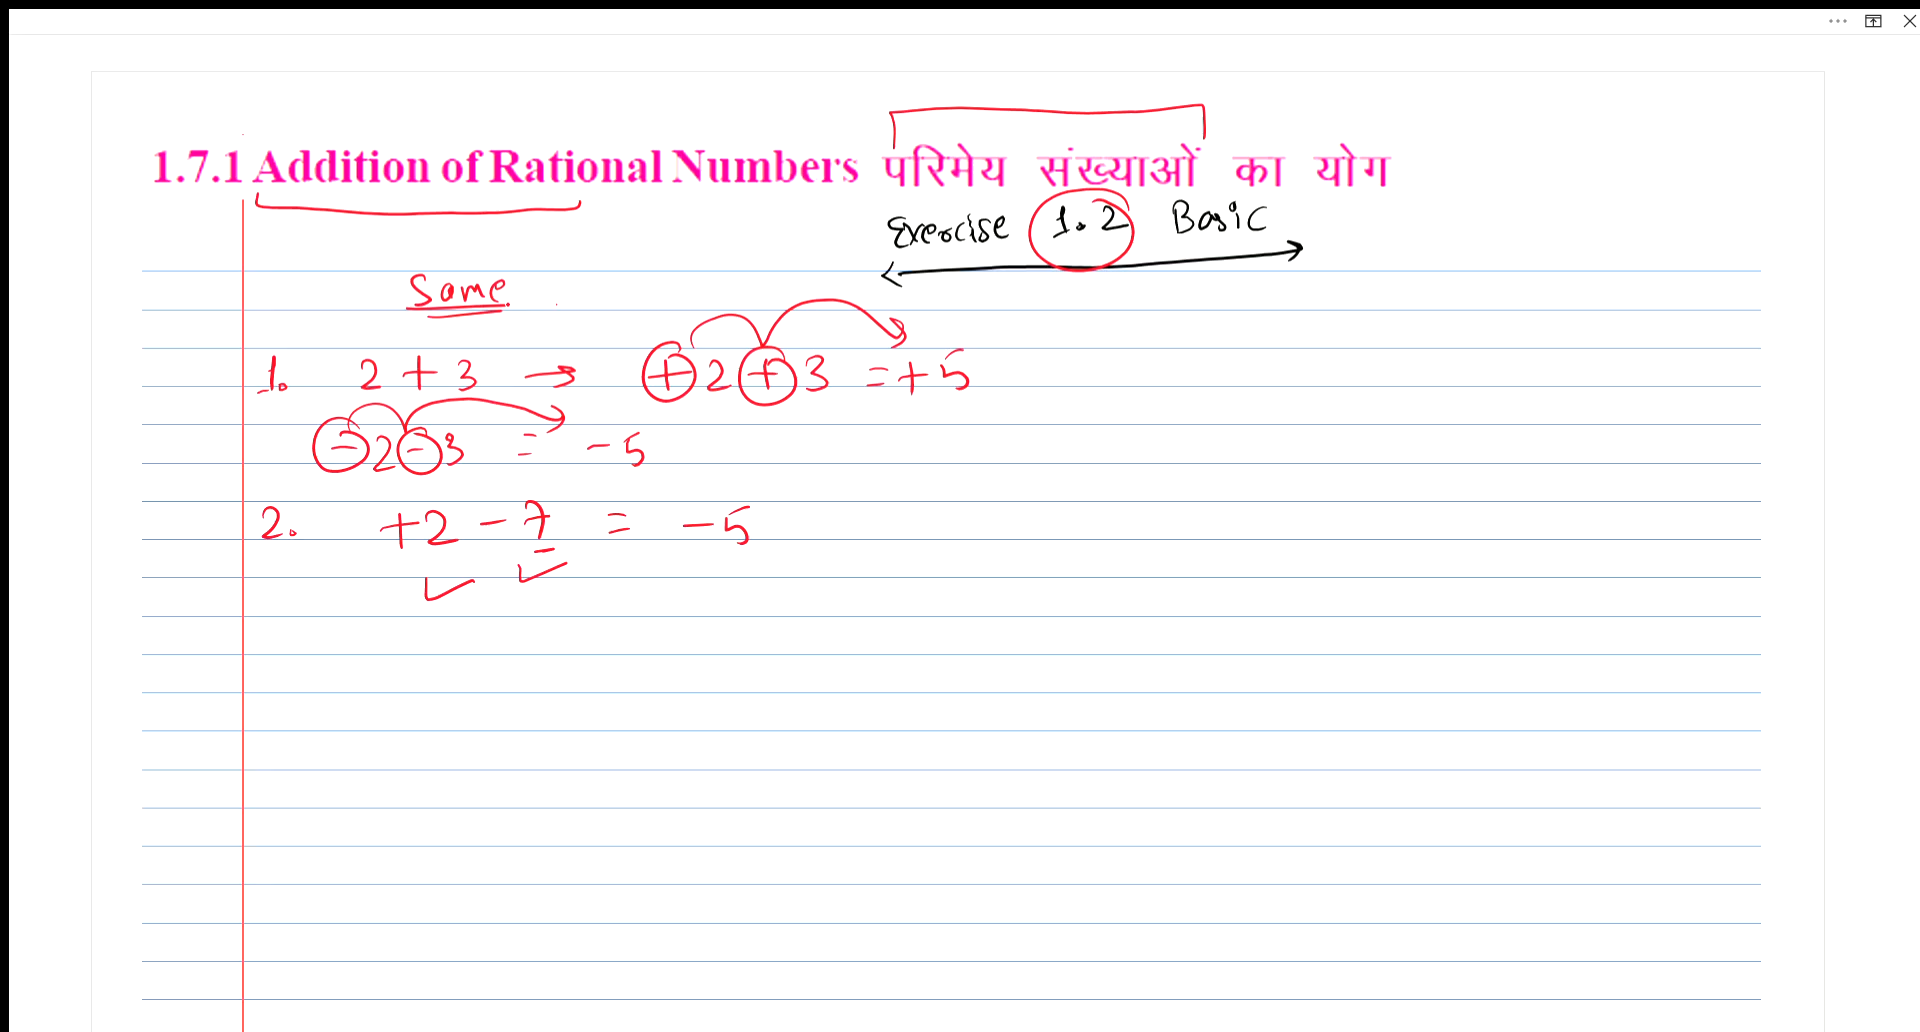 1.7.1 Addition of Rational Numbers परिमेय संख्याओं का योग
Exercise 1.2 Basic
Same
1. 2 + 3 → +2+3 = +5
-2-3 = -5
2. +2 - 7 = -5